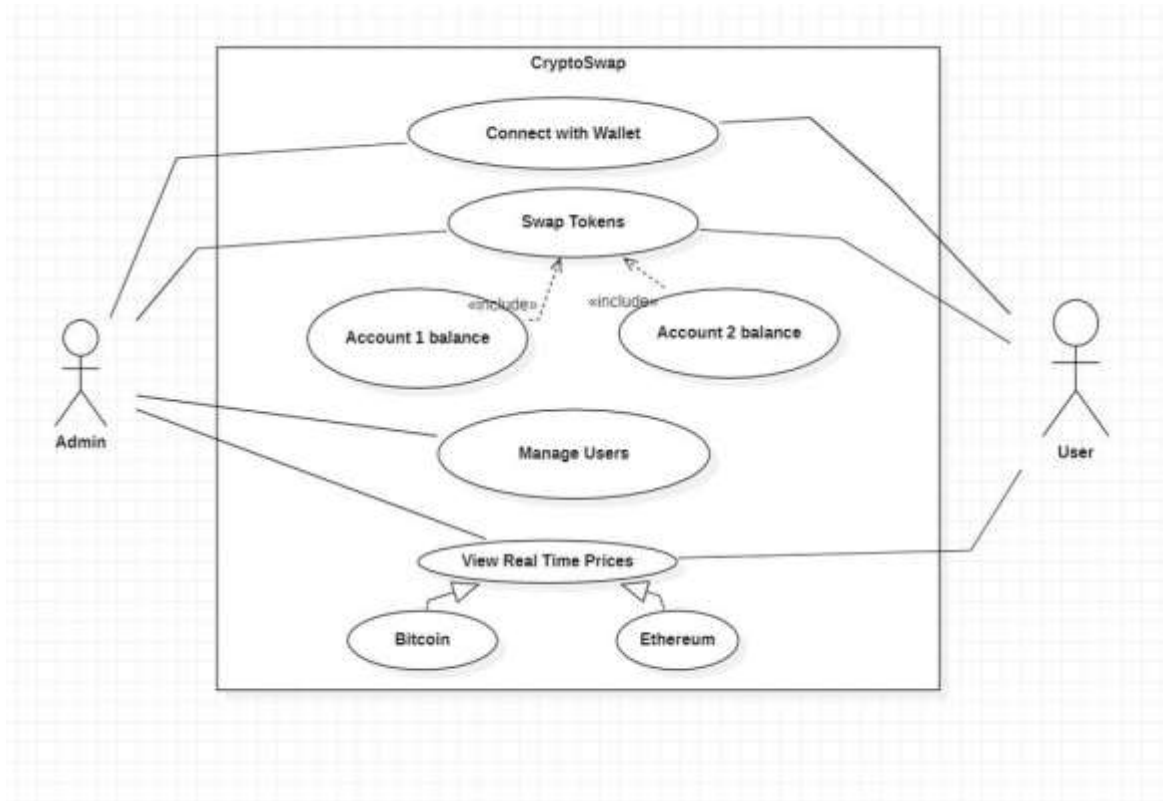 CryptoSwap
Connect with Wallet
Swap Tokens
«include»
«include»
Account 1 balance
Account 2 balance
Admin
User
Manage Users
View Real Time Prices
Bitcoin
Ethereum